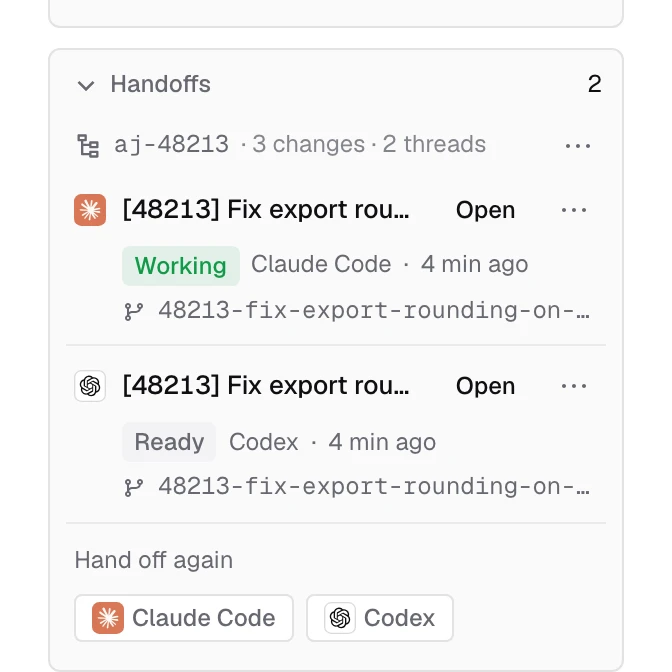 Handoffs 2
aj-48213 · 3 changes · 2 threads ...
[48213] Fix export rou... Open ...
Working Claude Code · 4 min ago
48213-fix-export-rounding-on-...
[48213] Fix export rou... Open ...
Ready Codex · 4 min ago
48213-fix-export-rounding-on-...
Hand off again
Claude Code Codex